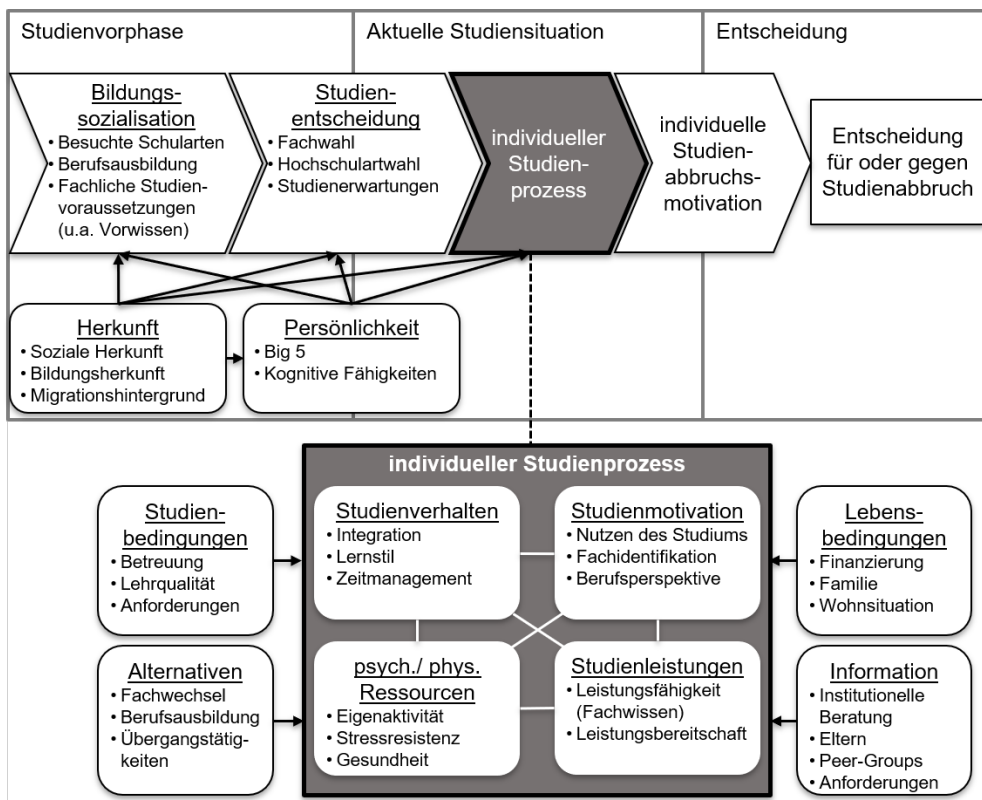 Studienvorphase
Aktuelle Studiensituation
Entscheidung
Bildungs-
sozialisation
• Besuchte Schularten
• Berufsausbildung
• Fachliche Studien-
voraussetzungen
(u.a. Vorwissen)
Studien-
entscheidung
• Fachwahl
• Hochschulartwahl
• Studienerwartungen
individueller
Studien-
prozess
individuelle
Studien-
abbruchs-
motivation
Entscheidung
für oder gegen
Studienabbruch
Herkunft
• Soziale Herkunft
• Bildungsherkunft
• Migrationshintergrund
Persönlichkeit
• Big 5
• Kognitive Fähigkeiten
individueller Studienprozess
Studien-
bedingungen
• Betreuung
• Lehrqualität
• Anforderungen
Studienverhalten
• Integration
• Lernstil
• Zeitmanagement
Studienmotivation
• Nutzen des Studiums
• Fachidentifikation
• Berufsperspektive
Lebens-
bedingungen
• Finanzierung
• Familie
• Wohnsituation
Alternativen
• Fachwechsel
• Berufsausbildung
• Übergangstätig-
keiten
psych./ phys.
Ressourcen
• Eigenaktivität
• Stressresistenz
• Gesundheit
Studienleistungen
• Leistungsfähigkeit
(Fachwissen)
• Leistungsbereitschaft
Information
• Institutionelle
Beratung
• Eltern
• Peer-Groups
• Anforderungen